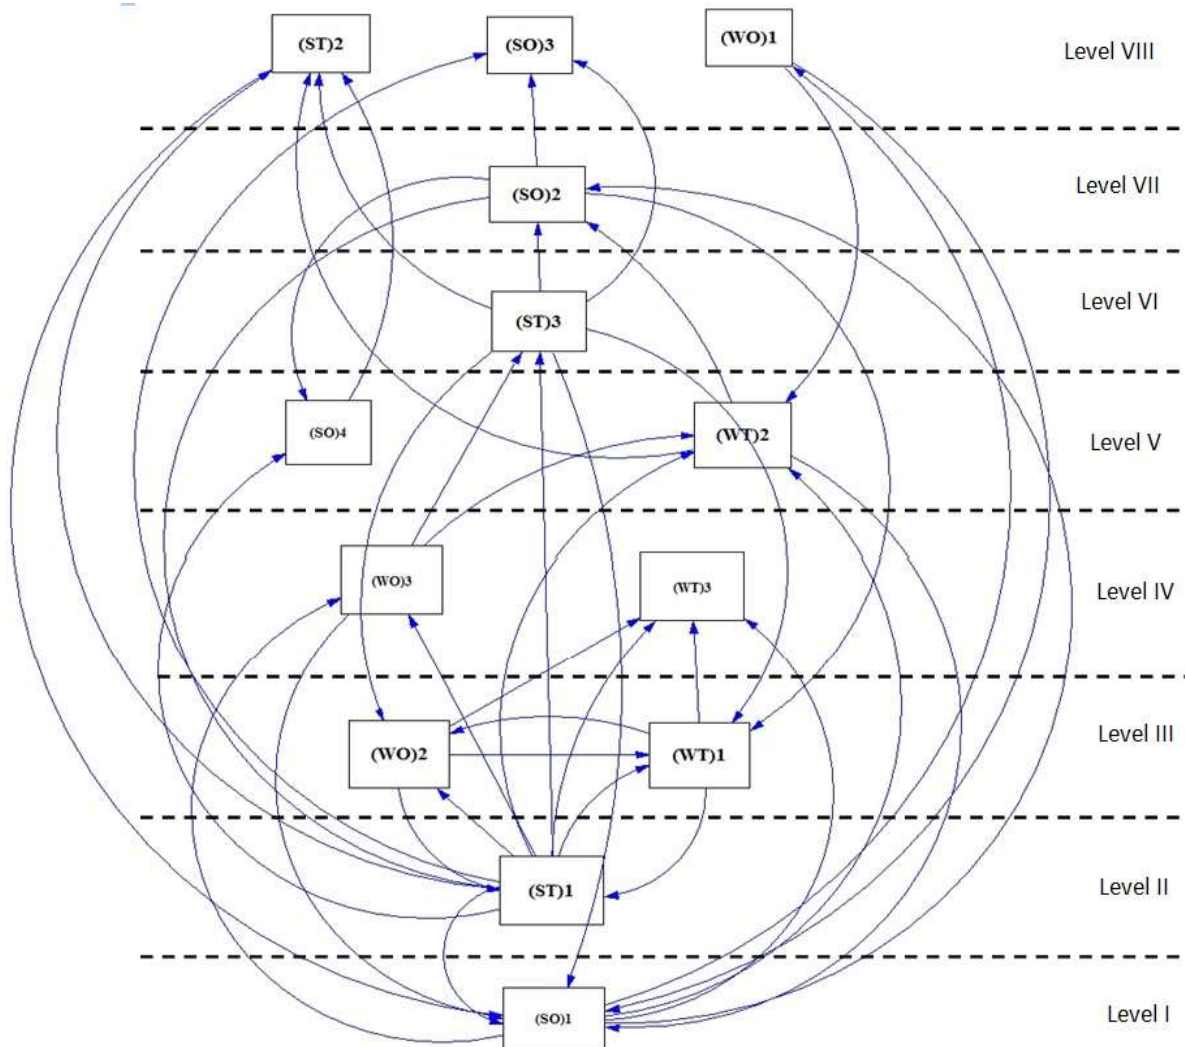 (ST)2
(SO)3
(WO)1
Level VIII
(SO)2
Level VII
(ST)3
Level VI
(SO)4
(WT)2
Level V
(WO)3
(WT)3
Level IV
(WO)2
(WT)1
Level III
(ST)1
Level II
(SO)1
Level I